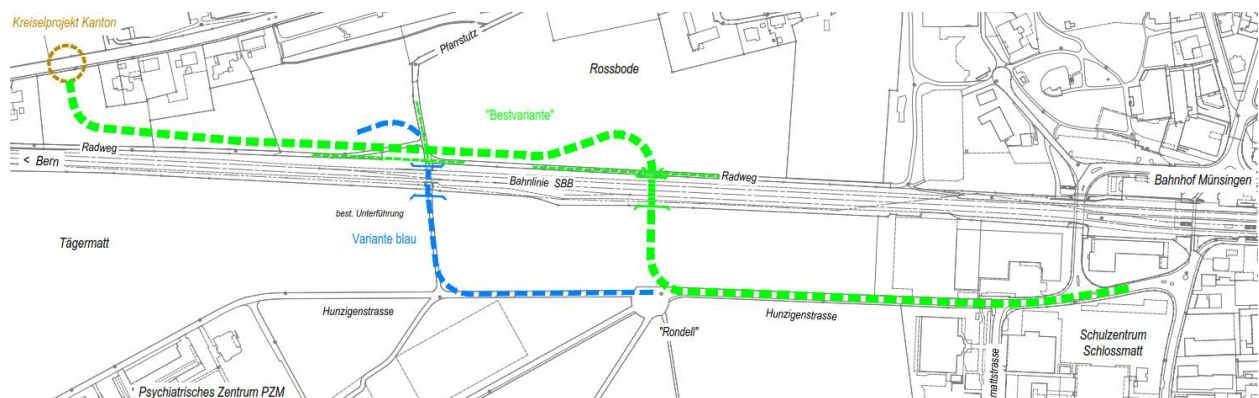 Kreiselprojekt Kanton
Pfarrstutz
Rossbode
"Bestvariante"
Radweg
< Bern
Bahnlinie SBB
Radweg
Bahnhof Münsingen
best. Unterführung
Variante blau
Tägermatt
Hunzigenstrasse
"Rondell"
Hunzigenstrasse
mattstrasse
Schulzentrum
Schlossmatt
Psychiatrisches Zentrum PZM